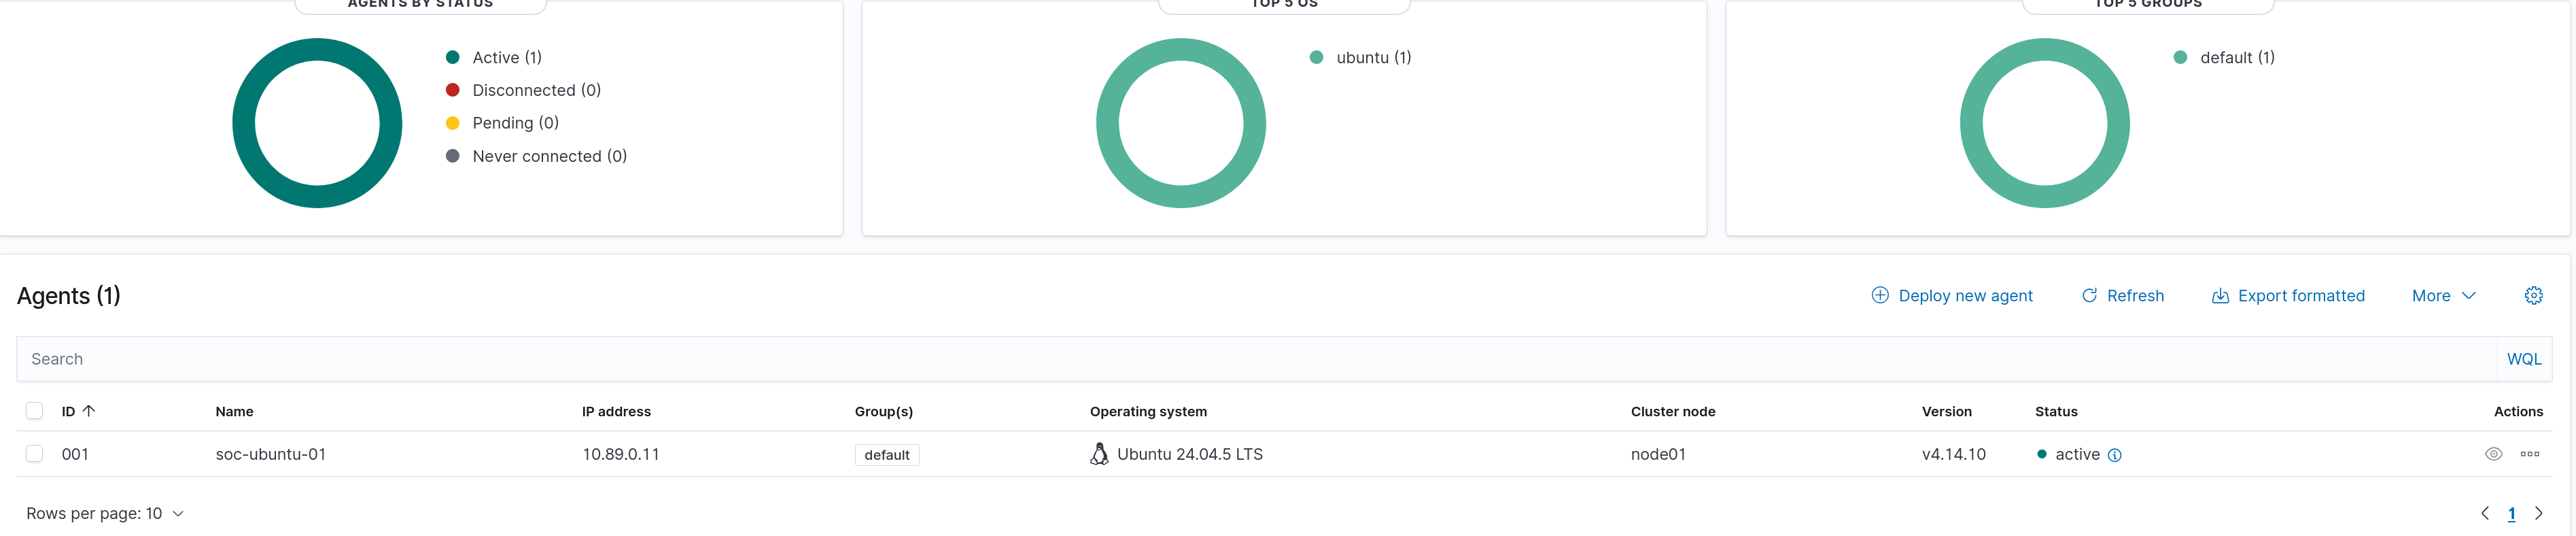 AGENTS BY STATUS
Active (1)
Disconnected (0)
Pending (0)
Never connected (0)
TOP 5 OS
ubuntu (1)
TOP 5 GROUPS
default (1)
Agents (1)
Deploy new agent Refresh Export formatted More
Search WQL
ID Name IP address Group(s) Operating system Cluster node Version Status Actions
001 soc-ubuntu-01 10.89.0.11 default Ubuntu 24.04.5 LTS node01 v4.14.10 active
Rows per page: 10 1